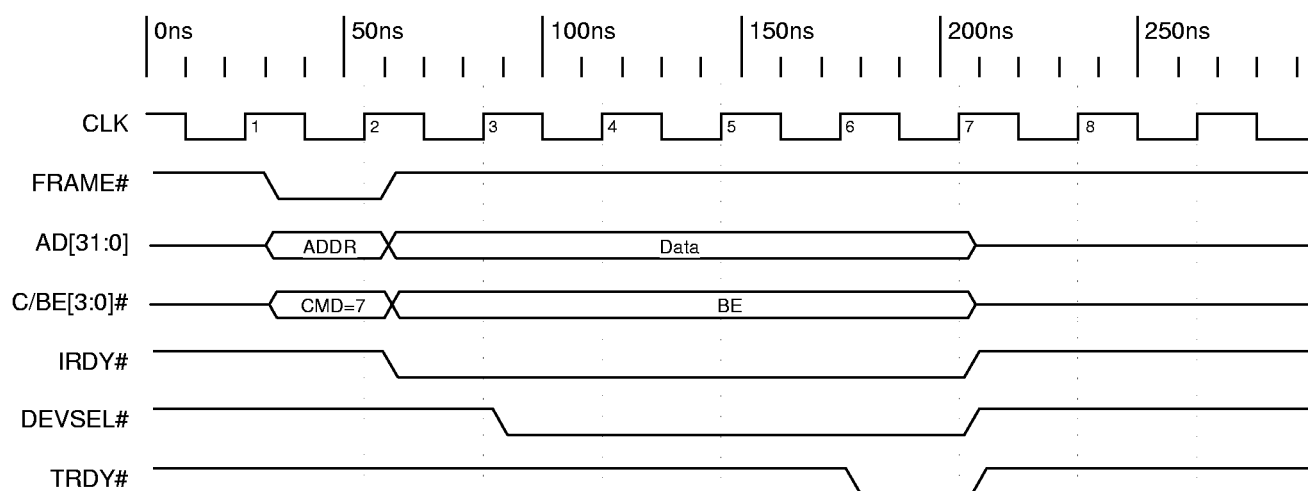 0ns 50ns 100ns 150ns 200ns 250ns
CLK 1 2 3 4 5 6 7 8
FRAME#
AD[31:0] ADDR Data
C/BE[3:0]# CMD=7 BE
IRDY#
DEVSEL#
TRDY#